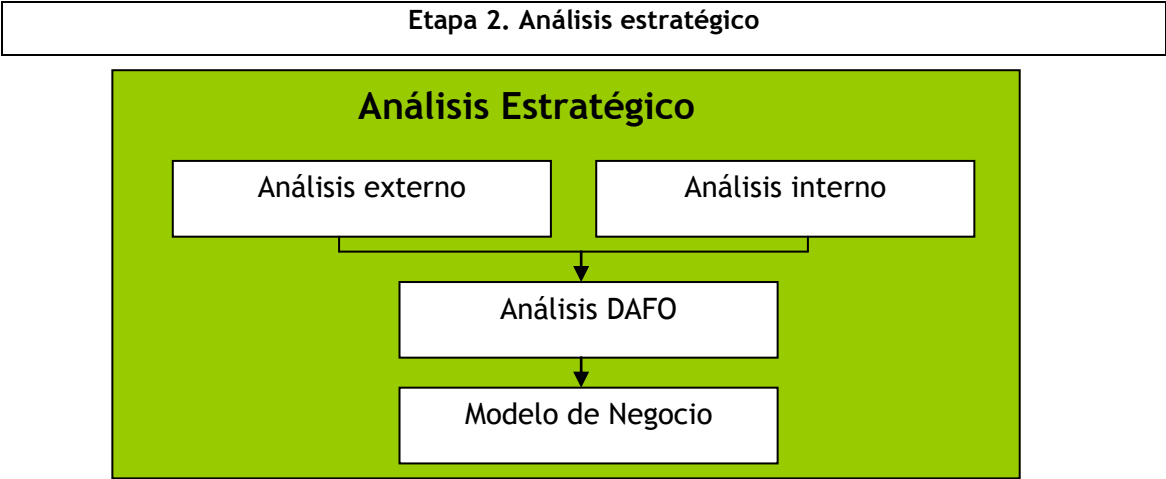 Etapa 2. Análisis estratégico
Análisis Estratégico
Análisis externo
Análisis interno
Análisis DAFO
Modelo de Negocio